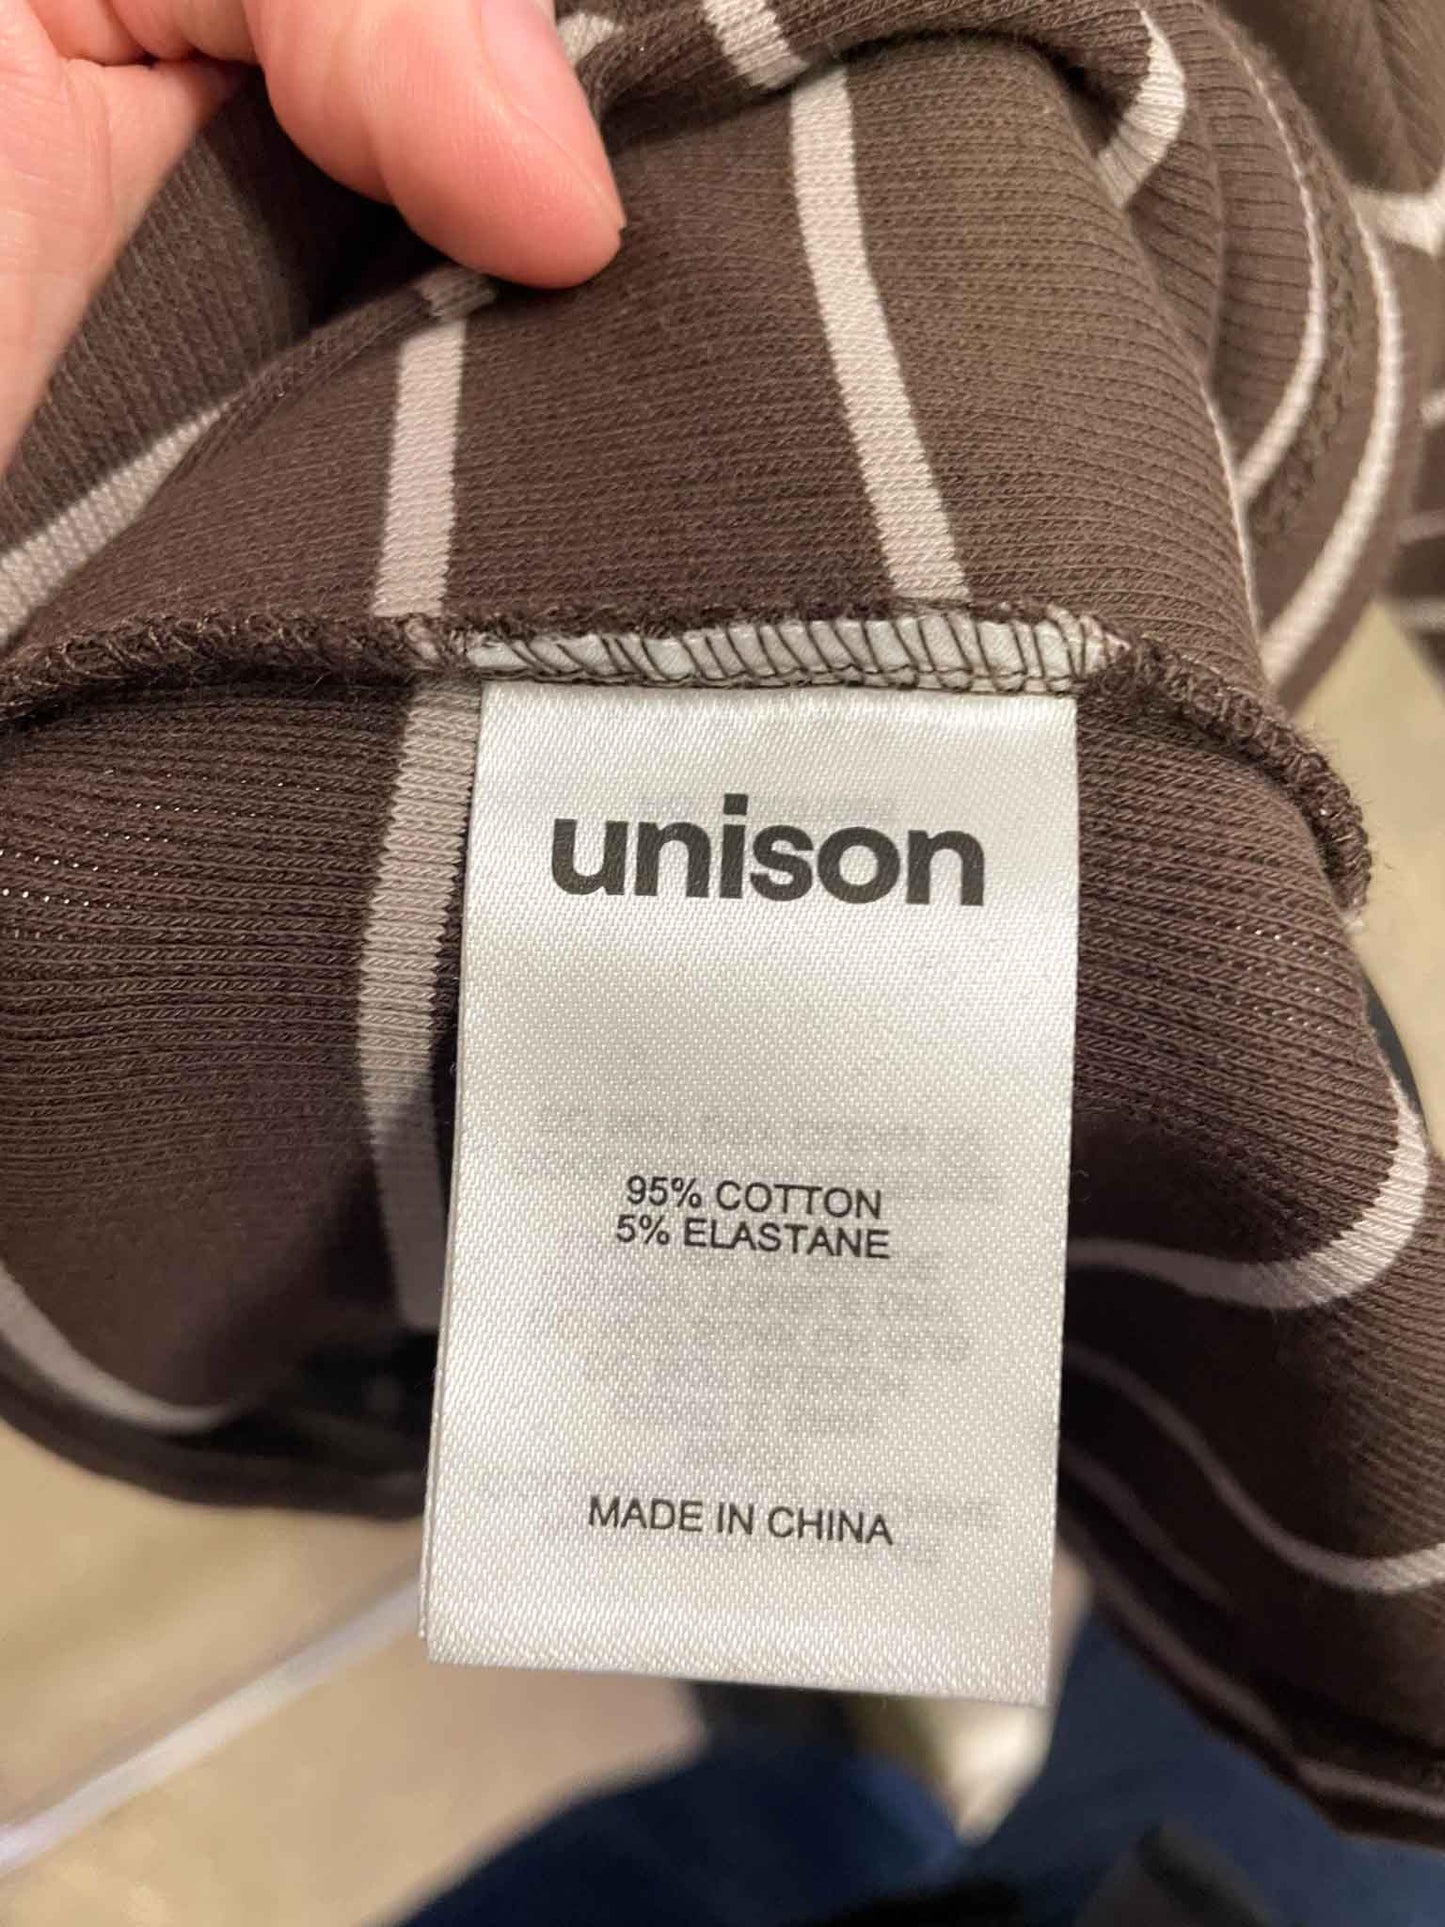 unison
95% COTTON
5% ELASTANE
MADE IN CHINA